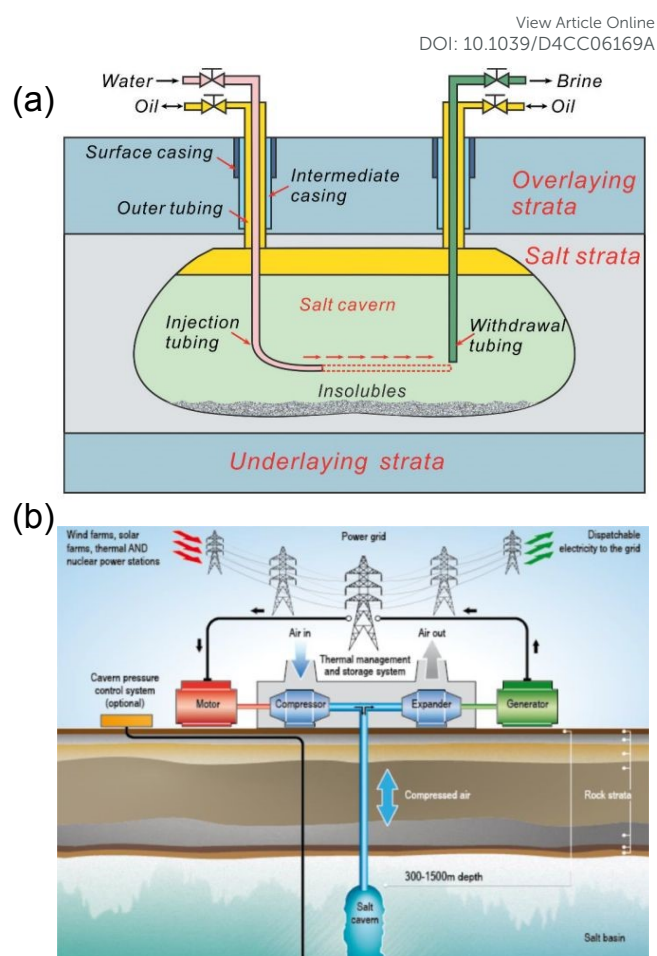 View Article Online
DOI: 10.1039/D4CC06169A
(a)
Water
Brine
Oil
Oil
Surface casing
Intermediate
casing
Outer tubing
Overlaying
strata
Salt strata
Salt cavern
Injection
tubing
Withdrawal
tubing
Insolubles
Underlaying strata
(b)
Wind farms, solar
farms, thermal AND
nuclear power stations
Power grid
Dispatchable
electricity to the grid
Air in
Air out
Thermal management
and storage system
Cavern pressure
control system
(optional)
Motor
Compressor
Expander
Generator
Compressed air
Rock strata
300-1500m depth
Salt
cavern
Salt basin